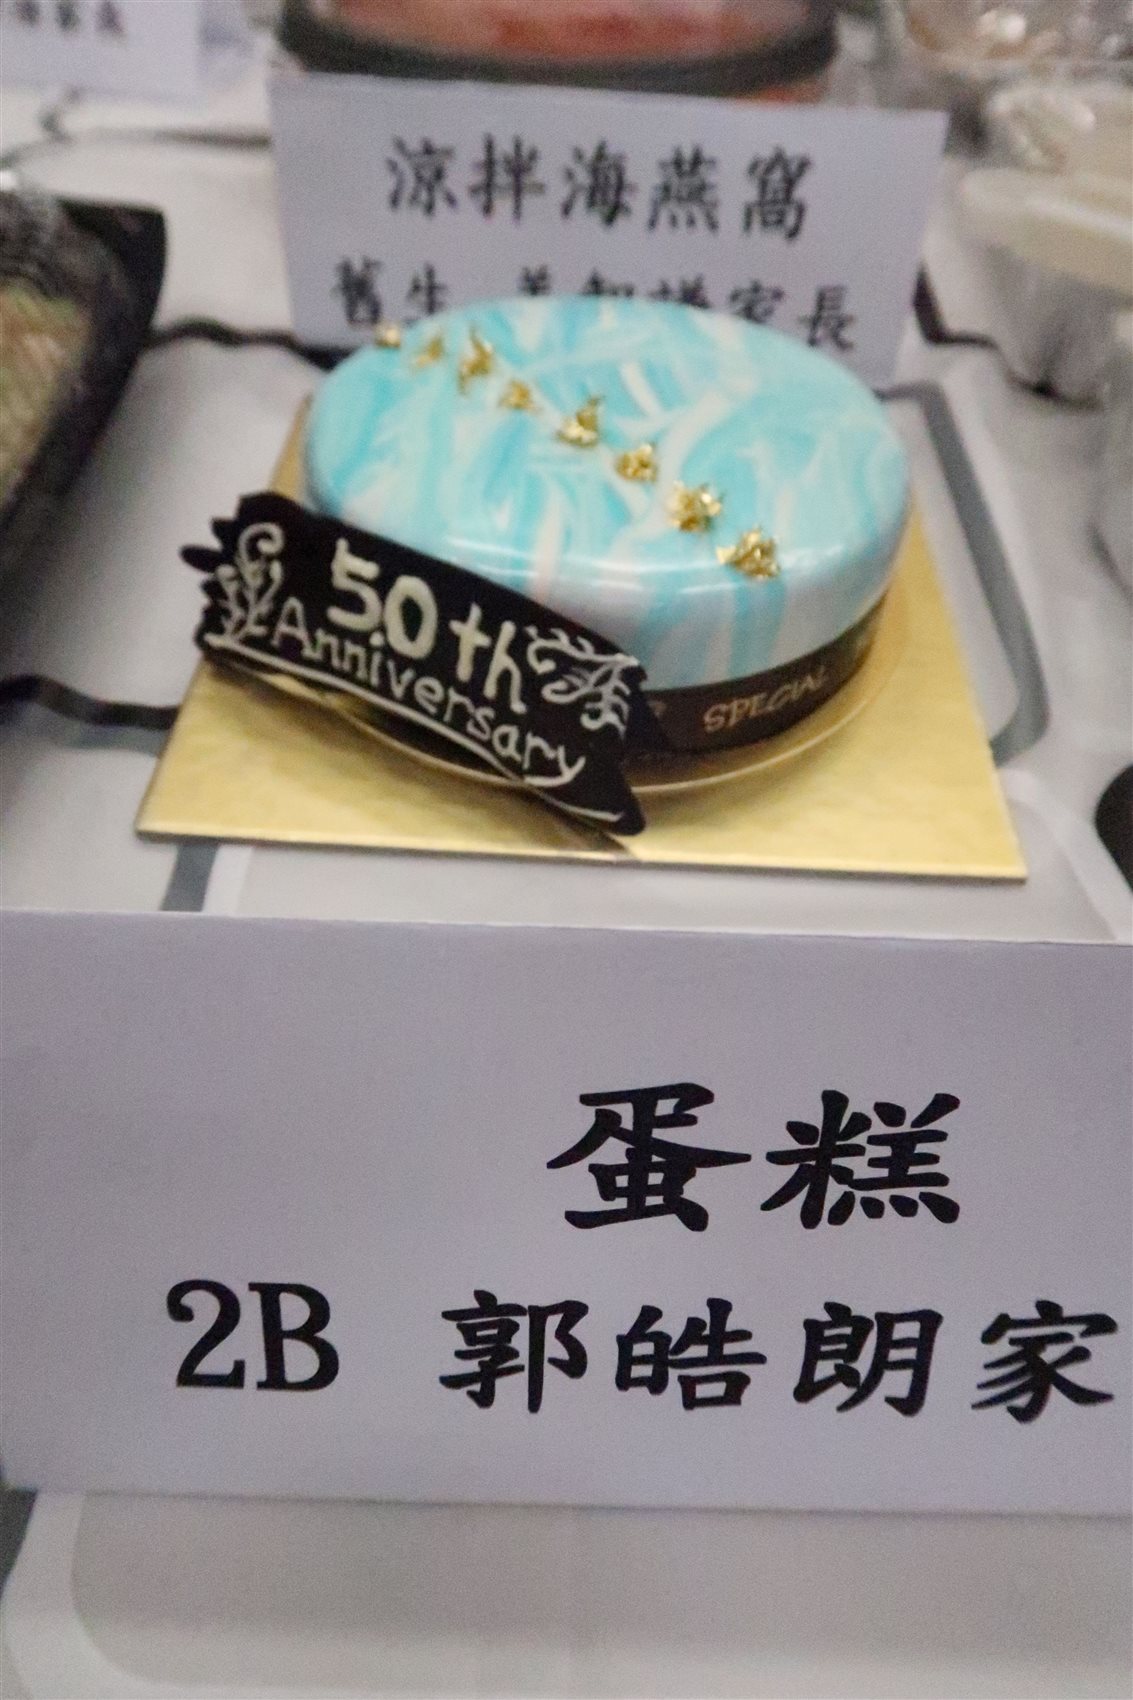 涼拌海燕窩
舊生 家長
50th
Anniversary
SPECIAL
蛋糕
2B 郭皓朗家